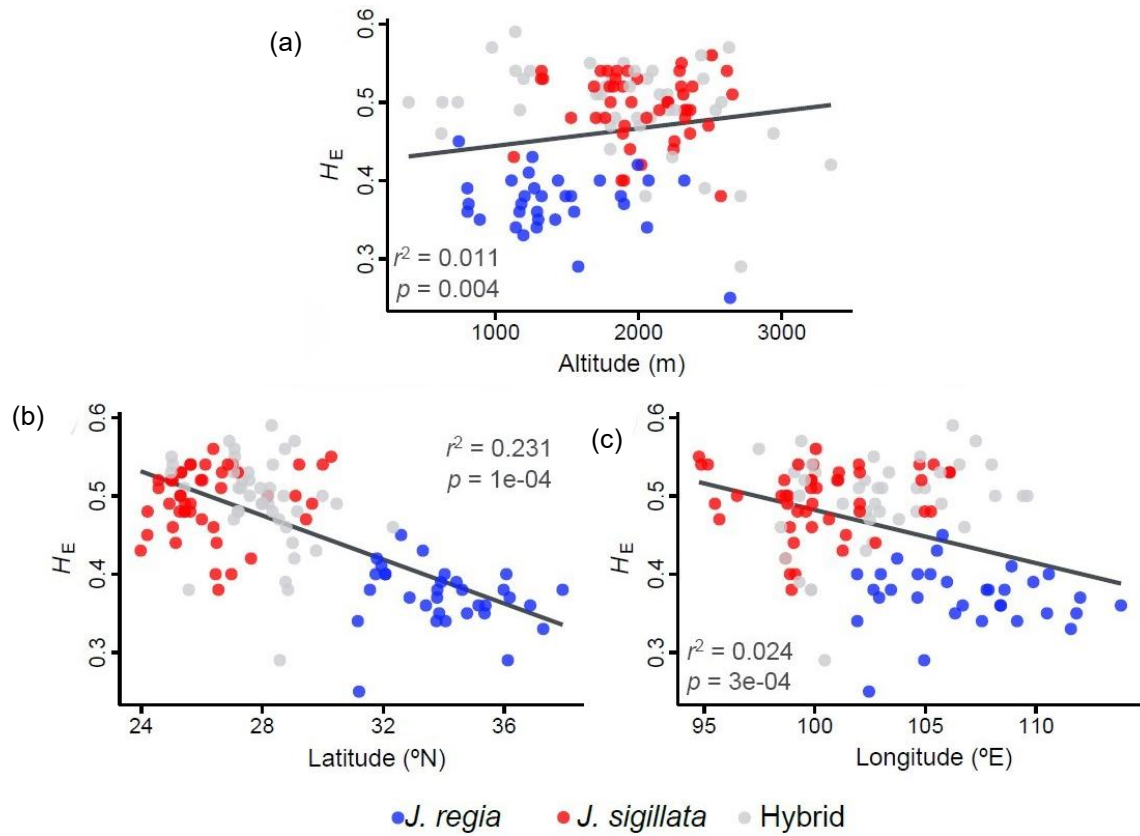 (a)
0.6
0.5
0.4
0.3
HE
r² = 0.011
p = 0.004
1000 2000 3000
Altitude (m)
(b)
0.6
0.5
0.4
0.3
HE
r² = 0.231
p = 1e-04
24 28 32 36
Latitude (ºN)
(c)
0.6
0.5
0.4
0.3
HE
r² = 0.024
p = 3e-04
95 100 105 110
Longitude (ºE)
J. regia J. sigillata Hybrid